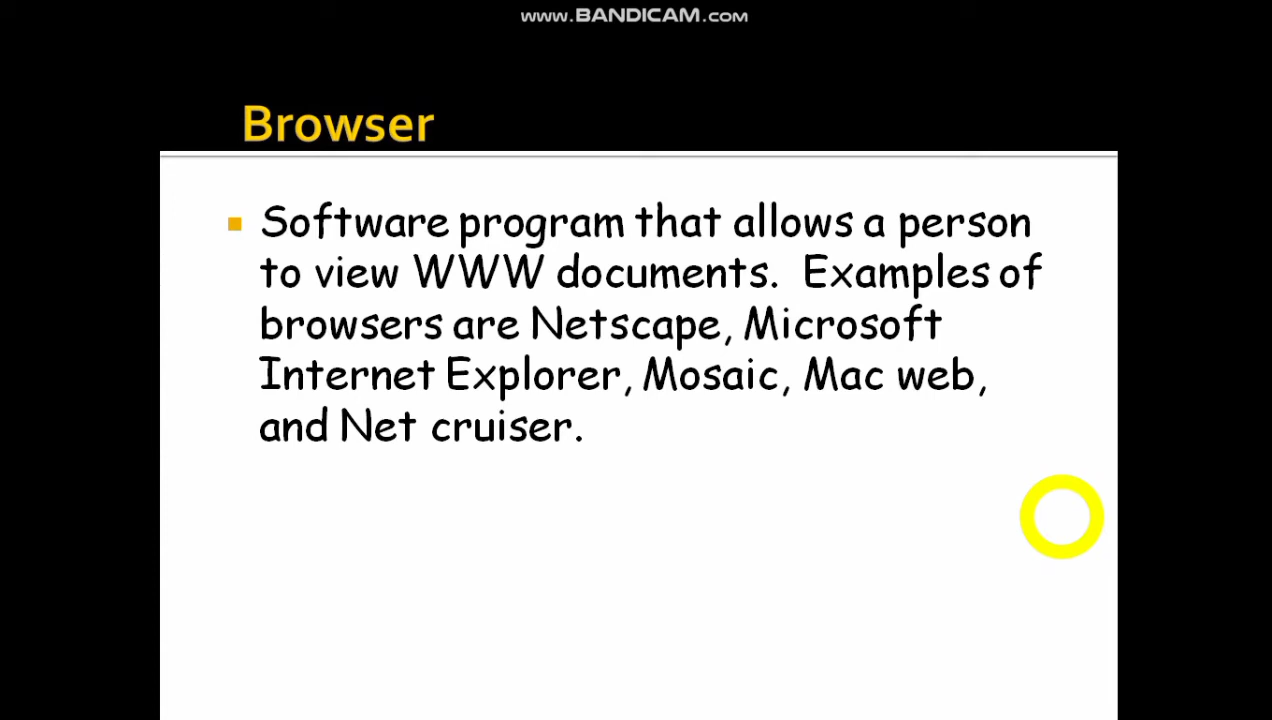 www.BANDICAM.com
Browser
Software program that allows a person
to view WWW documents. Examples of
browsers are Netscape, Microsoft
Internet Explorer, Mosaic, Mac web,
and Net cruiser.